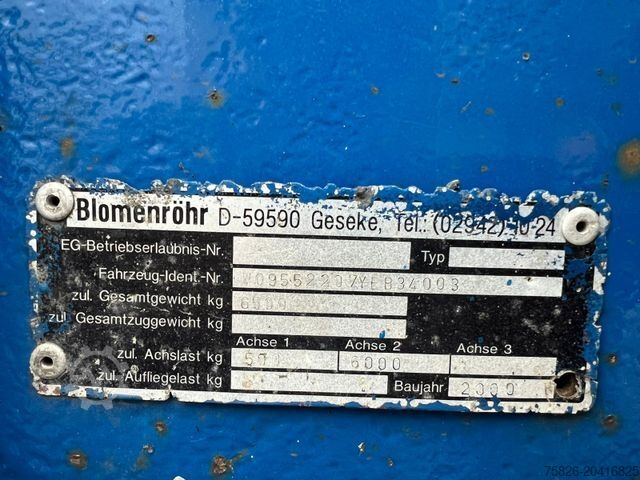 Blomenröhr D-59590 Geseke, Tel.: (02942) 10-24
EG-Betriebserlaubnis-Nr. Typ
Fahrzeug-Ident.-Nr.
zul. Gesamtgewicht kg
zul. Gesamtzuggewicht kg
Achse 1 Achse 2 Achse 3
zul. Achslast kg 6000
zul. Aufliegelast kg Baujahr 2000
75826-20416825